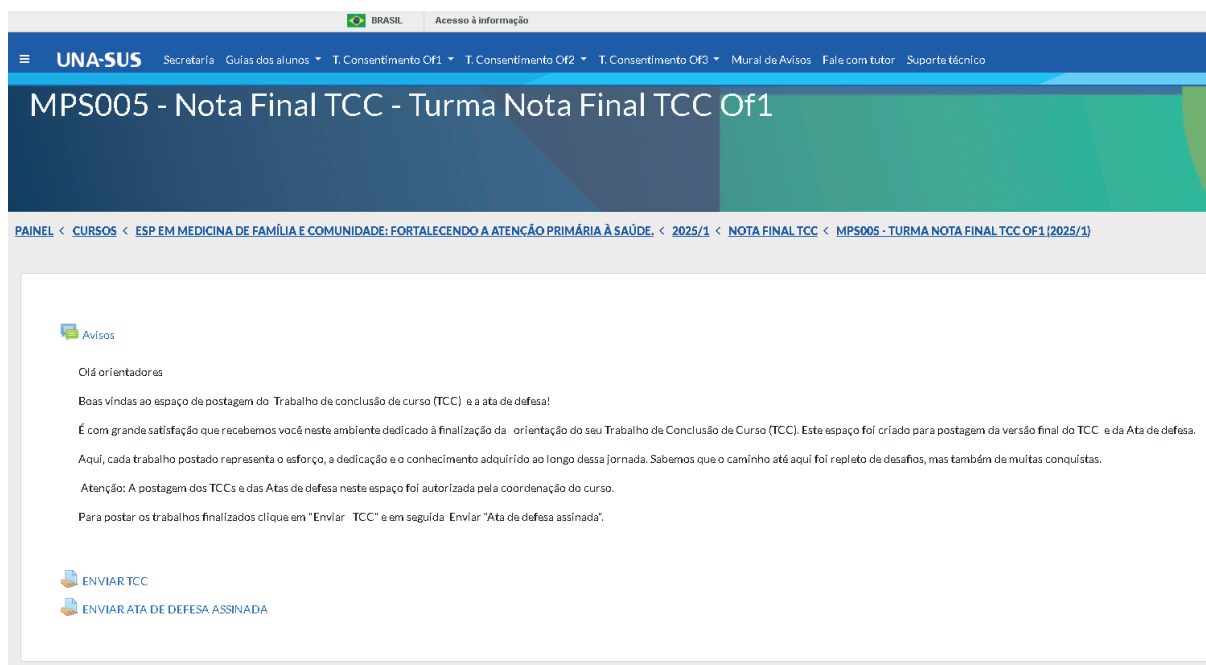 BRASIL Acesso à informação
UNA-SUS Secretaria Guias dos alunos T. Consentimento Of1 T. Consentimento Of2 T. Consentimento Of3 Mural de Avisos Fale com tutor Suporte técnico
MPS005 - Nota Final TCC - Turma Nota Final TCC Of1
PAINEL < CURSOS < ESP EM MEDICINA DE FAMÍLIA E COMUNIDADE: FORTALECENDO A ATENÇÃO PRIMÁRIA À SAÚDE. < 2025/1 < NOTA FINAL TCC < MPS005 - TURMA NOTA FINAL TCC OF1 (2025/1)
Avisos
Olá orientadores
Boas vindas ao espaço de postagem do Trabalho de conclusão de curso (TCC) e a ata de defesa!
É com grande satisfação que recebemos você neste ambiente dedicado à finalização da orientação do seu Trabalho de Conclusão de Curso (TCC). Este espaço foi criado para postagem da versão final do TCC e da Ata de defesa.
Aqui, cada trabalho postado representa o esforço, a dedicação e o conhecimento adquirido ao longo dessa jornada. Sabemos que o caminho até aqui foi repleto de desafios, mas também de muitas conquistas.
Atenção: A postagem dos TCCs e das Atas de defesa neste espaço foi autorizada pela coordenação do curso.
Para postar os trabalhos finalizados clique em "Enviar TCC" e em seguida Enviar "Ata de defesa assinada".
ENVIAR TCC
ENVIAR ATA DE DEFESA ASSINADA